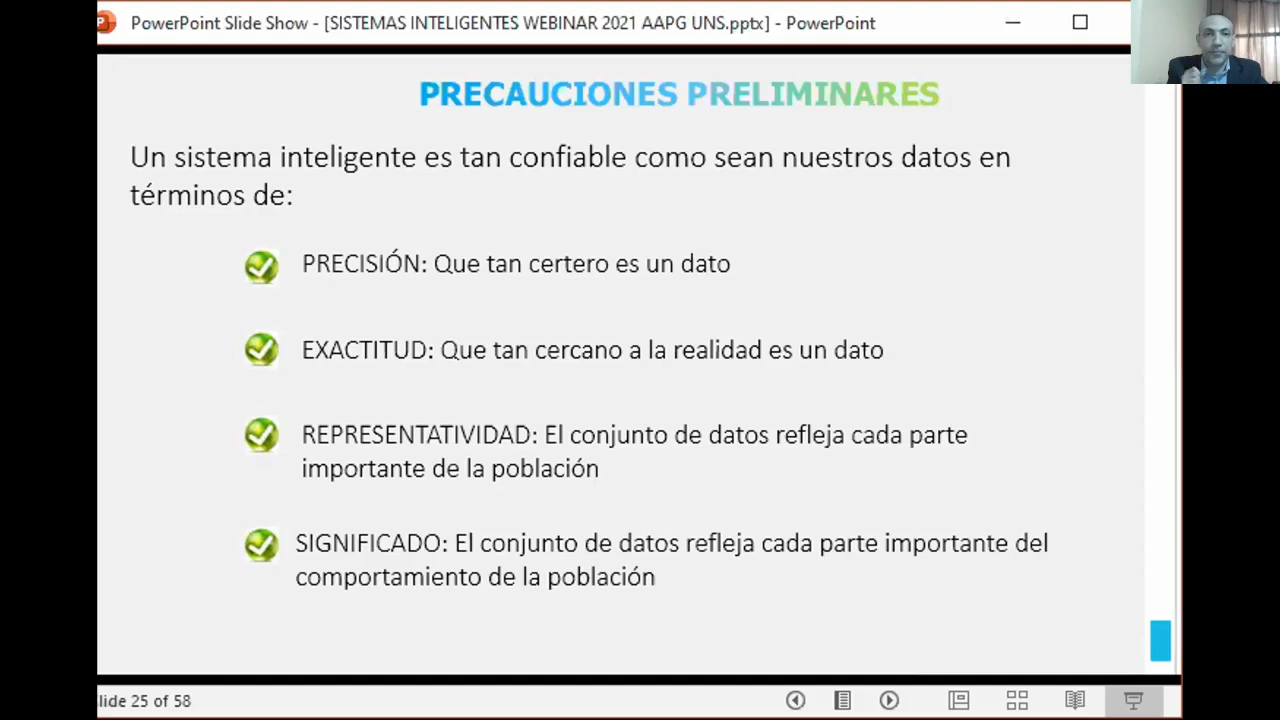 PowerPoint Slide Show - [SISTEMAS INTELIGENTES WEBINAR 2021 AAPG UNS.pptx] - PowerPoint
PRECAUCIONES PRELIMINARES
Un sistema inteligente es tan confiable como sean nuestros datos en
términos de:
PRECISIÓN: Que tan certero es un dato
EXACTITUD: Que tan cercano a la realidad es un dato
REPRESENTATIVIDAD: El conjunto de datos refleja cada parte
importante de la población
SIGNIFICADO: El conjunto de datos refleja cada parte importante del
comportamiento de la población
lide 25 of 58